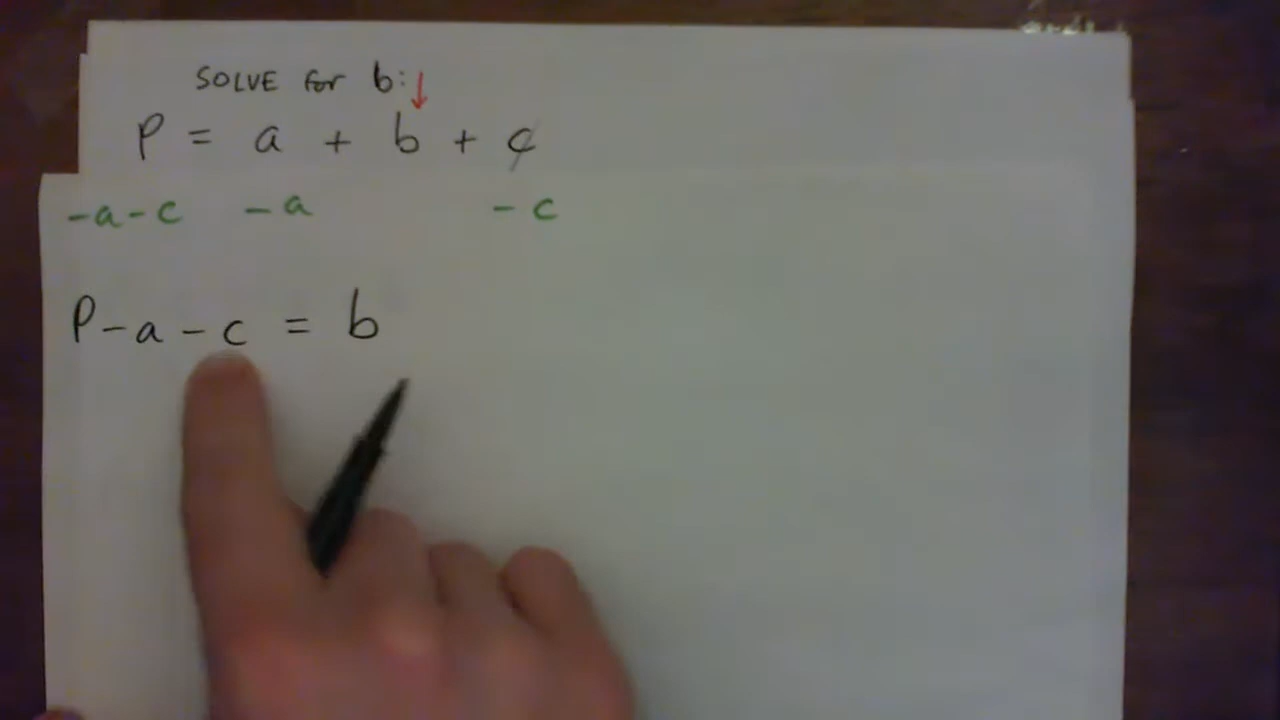 SOLVE for b:↓
P = a + b + c
-a-c -a -c
P-a-c = b